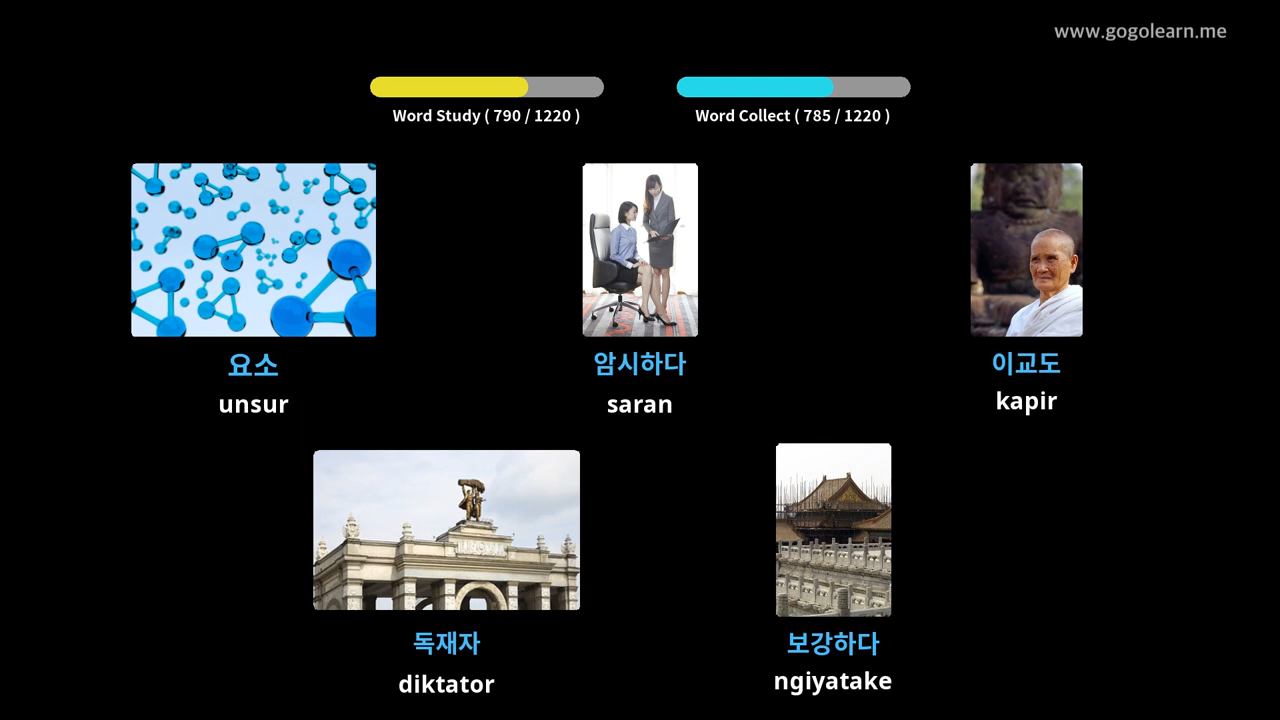 www.gogolearn.me
Word Study ( 790 / 1220 )
Word Collect ( 785 / 1220 )
요소
unsur
암시하다
saran
이교도
kapir
독재자
diktator
보강하다
ngiyatake